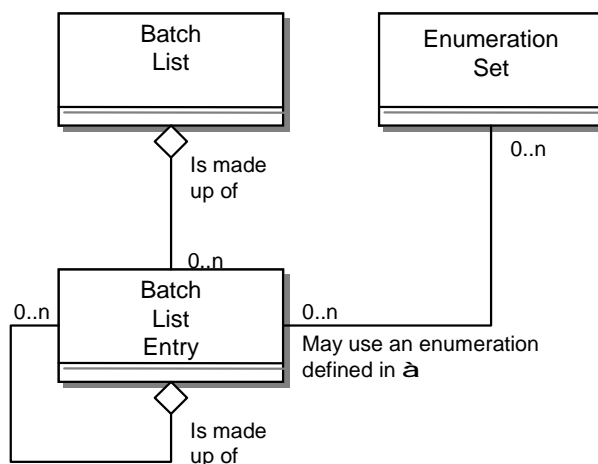 Batch
List
Enumeration
Set
Is made
up of
0..n
0..n
Batch
List
Entry
0..n
0..n
May use an enumeration
defined in à
Is made
up of